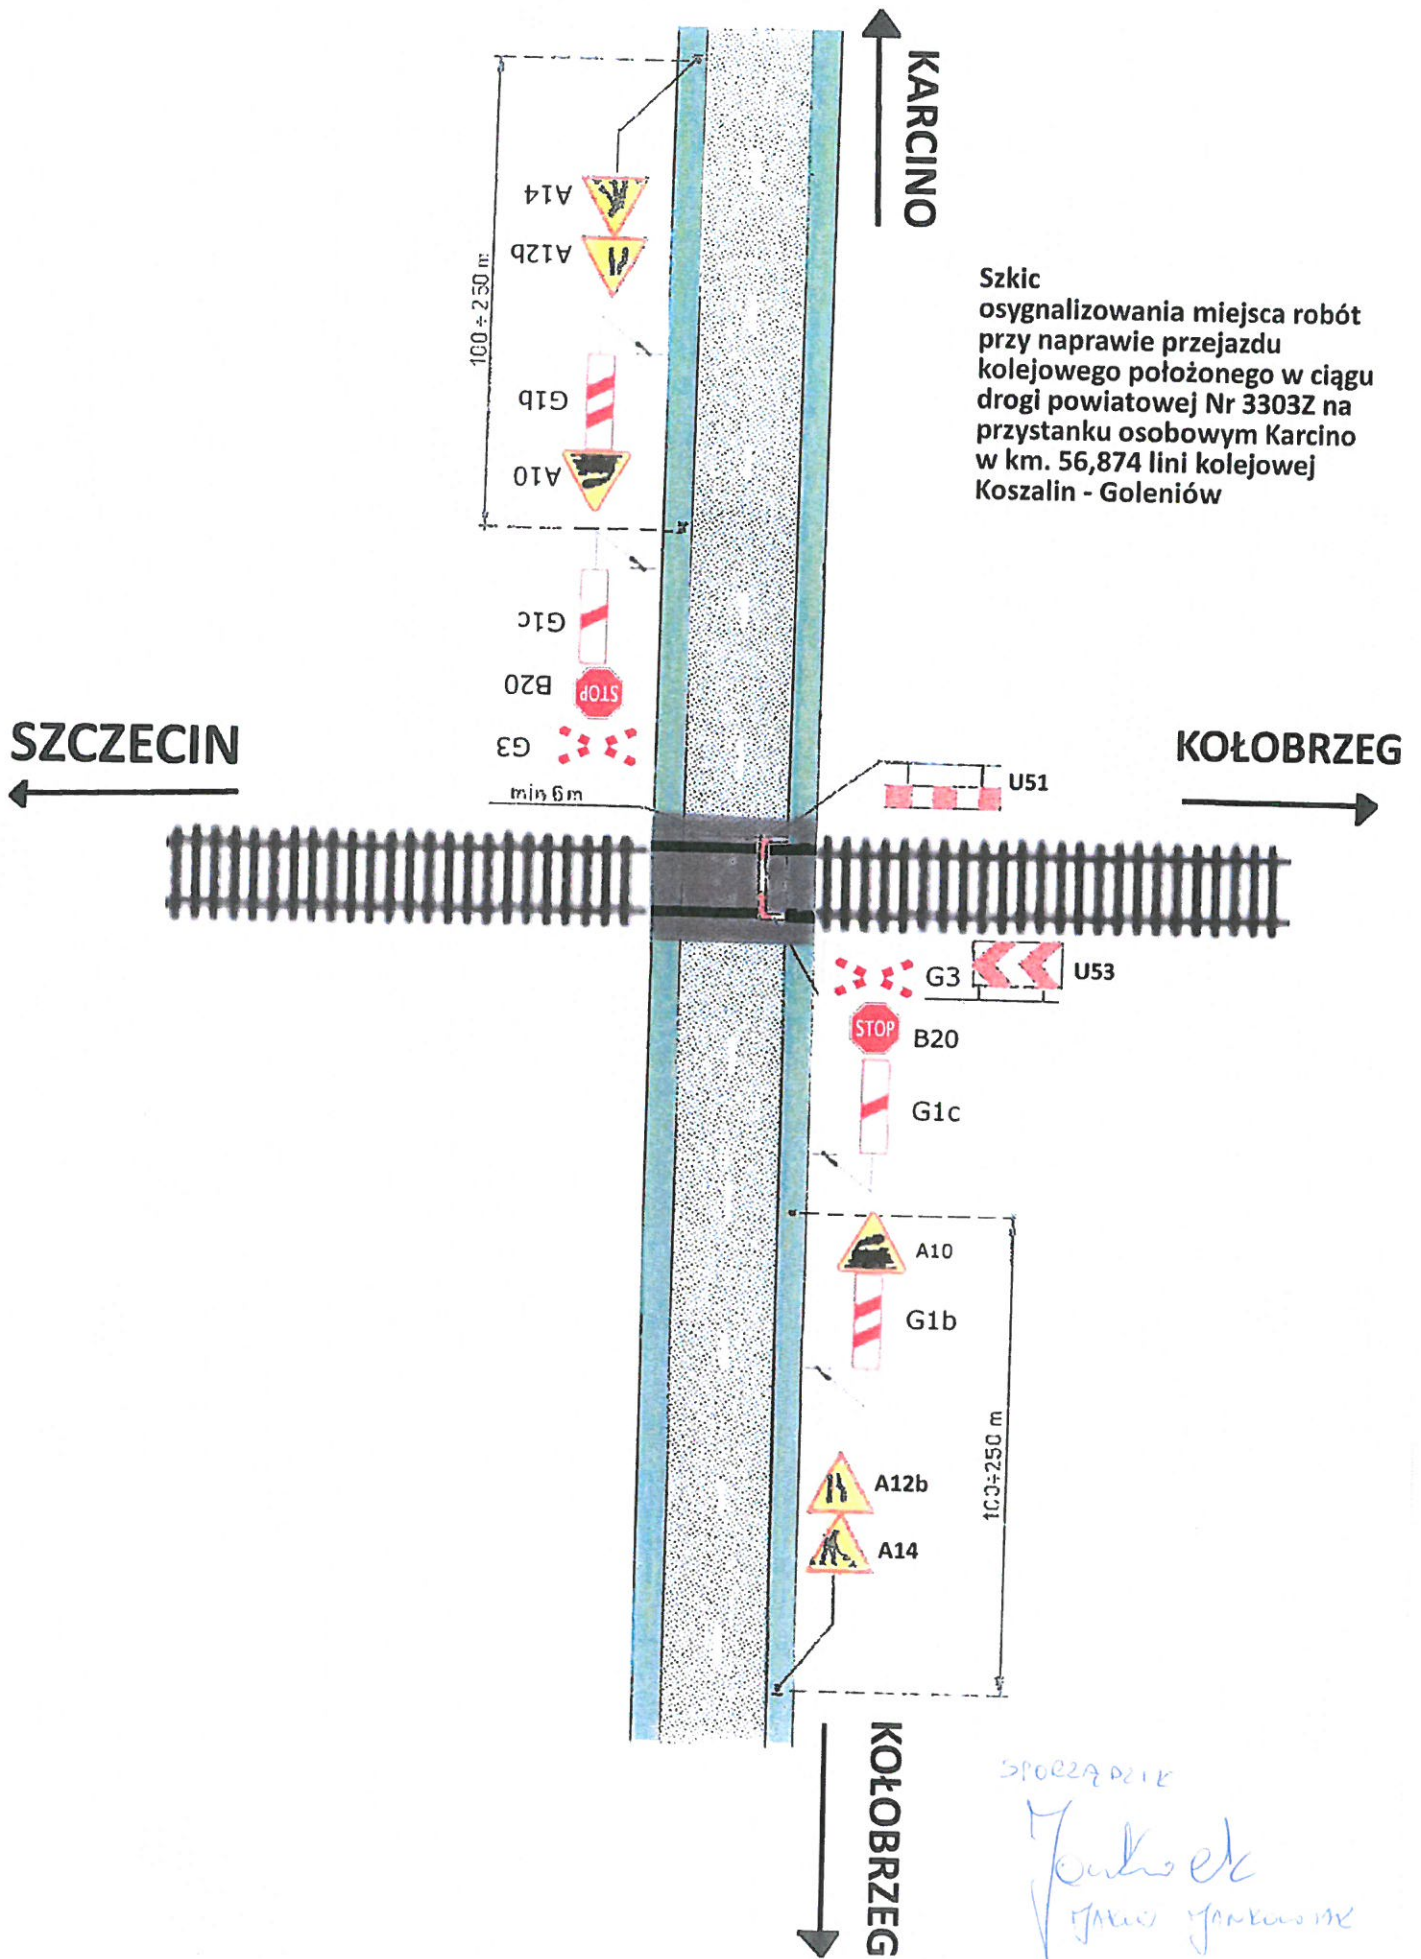 KARCINO
A14
A12b
100 ÷ 250 m
G1b
A10
Szkic
osygnalizowania miejsca robót
przy naprawie przejazdu
kolejowego położonego w ciągu
drogi powiatowej Nr 3303Z na
przystanku osobowym Karcino
w km. 56,874 lini kolejowej
Koszalin - Goleniów
G1c
B20
STOP
G3
SZCZECIN
KOŁOBRZEG
min 6m
U51
G3
U53
STOP
B20
G1c
A10
G1b
100÷250 m
A12b
A14
KOŁOBRZEG